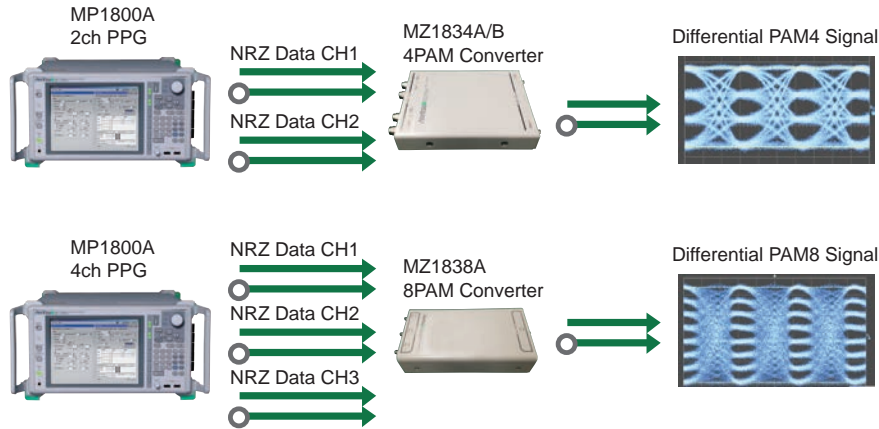 MP1800A
2ch PPG
NRZ Data CH1
NRZ Data CH2
MZ1834A/B
4PAM Converter
Differential PAM4 Signal
MP1800A
4ch PPG
NRZ Data CH1
NRZ Data CH2
NRZ Data CH3
MZ1838A
8PAM Converter
Differential PAM8 Signal